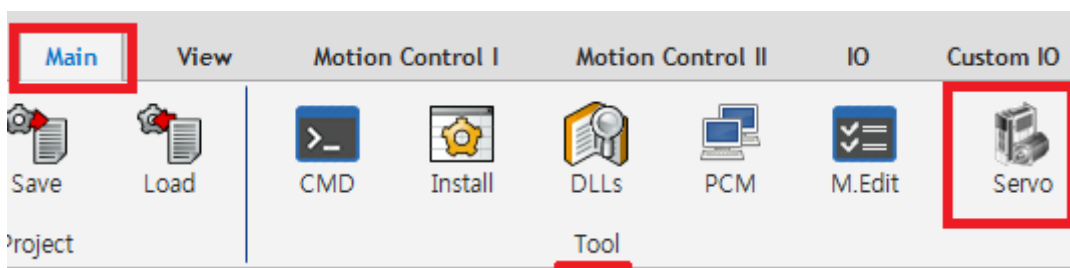 Main View Motion Control I Motion Control II IO Custom IO
Save Load CMD Install DLLs PCM M.Edit Servo
Project Tool